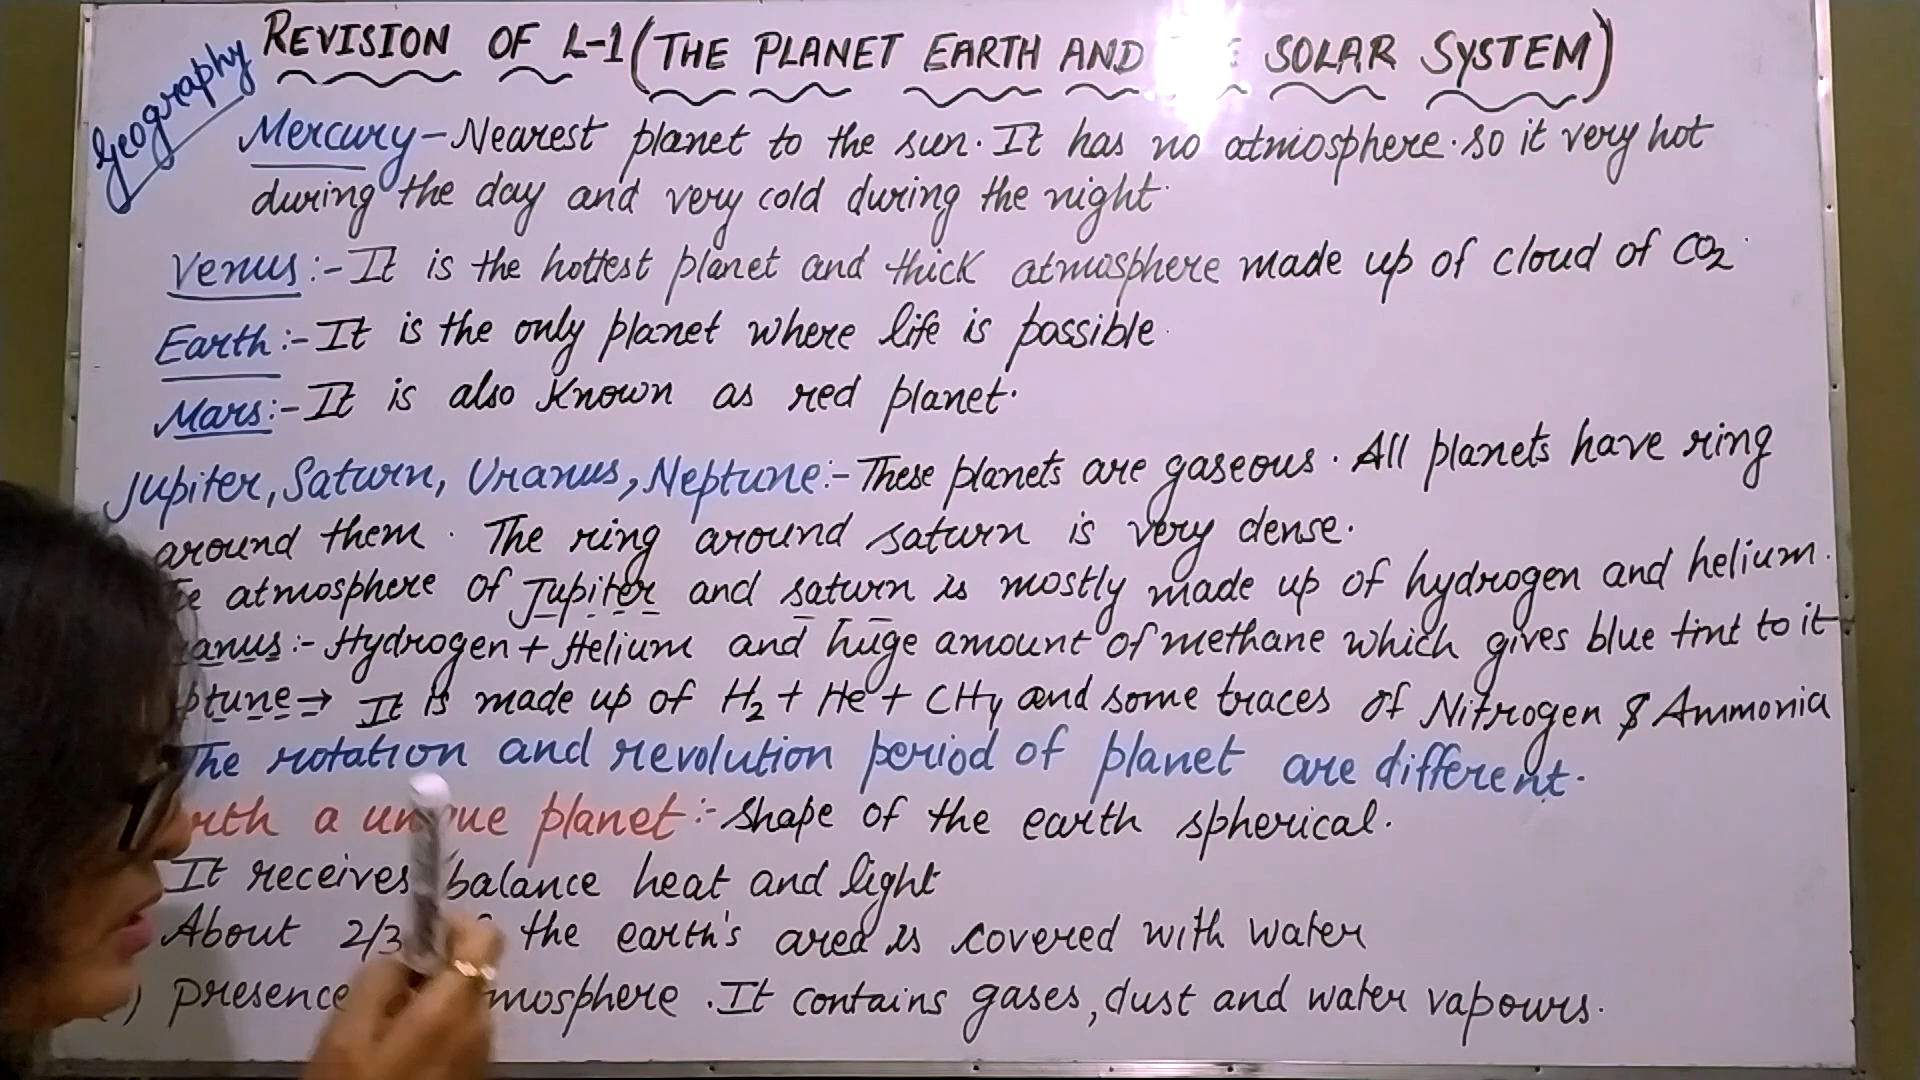 Geography
REVISION OF L-1 (THE PLANET EARTH AND SOLAR SYSTEM)
Mercury - Nearest planet to the sun. It has no atmosphere. so it very hot
during the day and very cold during the night.
Venus :- It is the hottest planet and thick atmosphere made up of cloud of CO2.
Earth :- It is the only planet where life is possible.
Mars :- It is also known as red planet.
Jupiter, Saturn, Uranus, Neptune :- These planets are gaseous. All planets have ring
around them. The ring around saturn is very dense.
atmosphere of Jupiter and saturn is mostly made up of hydrogen and helium.
anus :- Hydrogen + Helium and huge amount of methane which gives blue tint to it
ptune → It is made up of H2 + He + CH4 and some traces of Nitrogen & Ammonia
The rotation and revolution period of planet are different.
rth a un que planet :- shape of the earth spherical.
It receives balance heat and light
About 2/3 the earth's area is covered with water
) presence mosphere . It contains gases, dust and water vapours.